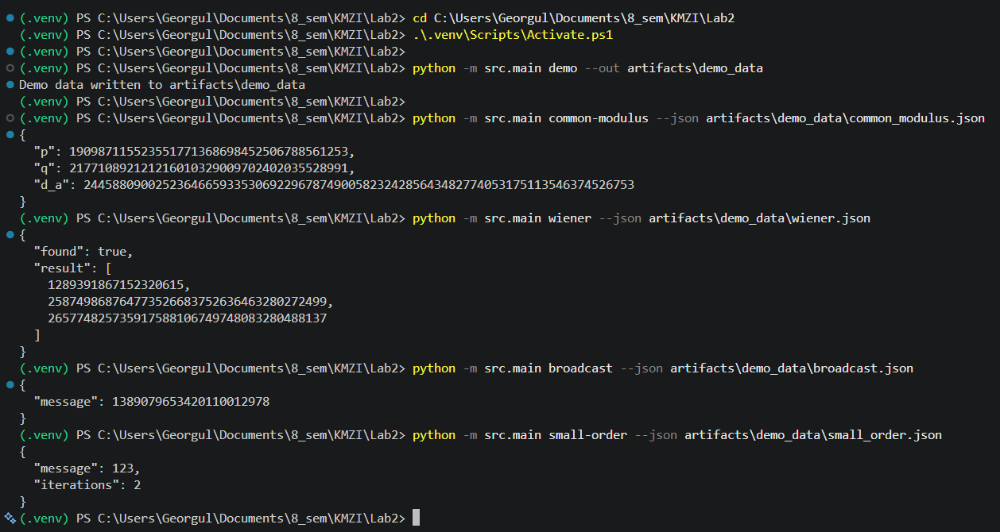 (.venv) PS C:\Users\Georgul\Documents\8_sem\KMZI\Lab2> cd C:\Users\Georgul\Documents\8_sem\KMZI\Lab2
(.venv) PS C:\Users\Georgul\Documents\8_sem\KMZI\Lab2> .\.venv\Scripts\Activate.ps1
(.venv) PS C:\Users\Georgul\Documents\8_sem\KMZI\Lab2>
(.venv) PS C:\Users\Georgul\Documents\8_sem\KMZI\Lab2> python -m src.main demo --out artifacts\demo_data
Demo data written to artifacts\demo_data
(.venv) PS C:\Users\Georgul\Documents\8_sem\KMZI\Lab2>
(.venv) PS C:\Users\Georgul\Documents\8_sem\KMZI\Lab2> python -m src.main common-modulus --json artifacts\demo_data\common_modulus.json
{
  "p": 190987115523551771368698452506788561253,
  "q": 217710892121216010329009702402035528991,
  "d_a": 24458809002523646659335306922967874900582324285643482774053175113546374526753
}
(.venv) PS C:\Users\Georgul\Documents\8_sem\KMZI\Lab2> python -m src.main wiener --json artifacts\demo_data\wiener.json
{
  "found": true,
  "result": [
    1289391867152320615,
    258749868764773526683752636463280272499,
    265774825735917588106749748083280488137
  ]
}
(.venv) PS C:\Users\Georgul\Documents\8_sem\KMZI\Lab2> python -m src.main broadcast --json artifacts\demo_data\broadcast.json
{
  "message": 1389079653420110012978
}
(.venv) PS C:\Users\Georgul\Documents\8_sem\KMZI\Lab2> python -m src.main small-order --json artifacts\demo_data\small_order.json
{
  "message": 123,
  "iterations": 2
}
(.venv) PS C:\Users\Georgul\Documents\8_sem\KMZI\Lab2>